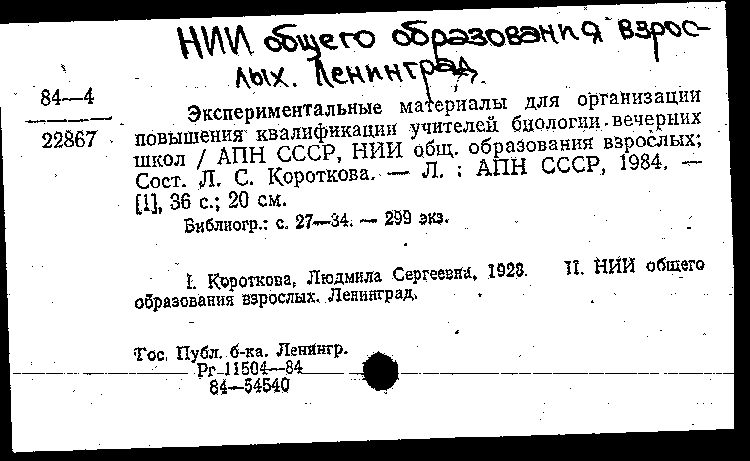 НИИ общего образования взрос-
лых. Ленинград.
84—4
22867
Экспериментальные материалы для организации
повышения квалификации учителей биологии вечерних
школ / АПН СССР, НИИ общ. образования взрослых;
Сост. Л. С. Короткова. — Л. : АПН СССР, 1984. —
[1], 36 с.; 20 см.
Библиогр.: с. 27—34. — 299 экз.
I. Короткова, Людмила Сергеевна, 1923. II. НИИ общего
образования взрослых. Ленинград.
Гос. Публ. б-ка. Ленингр.
Рг 11504—84
84—54540